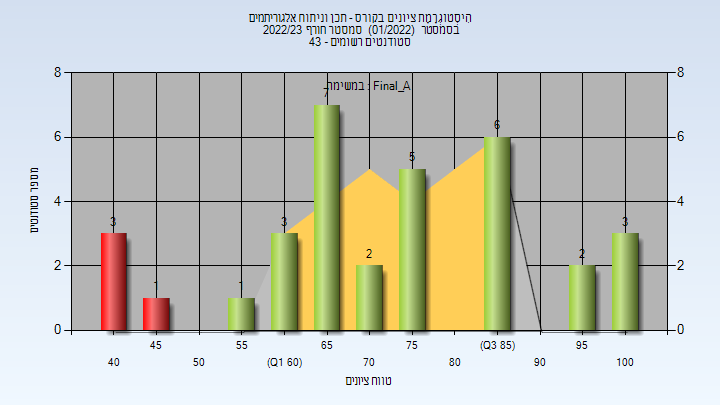 היסטוגרמת ציונים בקורס - תכן וניתוח אלגוריתמים
בסמסטר (01/2022) סמסטר חורף 2022/23
סטודנטים רשומים - 43
במשימה : Final_A
מספר סטודנטים
8 8
6 6
4 4
2 2
0 0
3 1 1 3 7 2 5 6 2 3
40 45 50 55 (Q1 60) 65 70 75 80 (Q3 85) 90 95 100
טווח ציונים